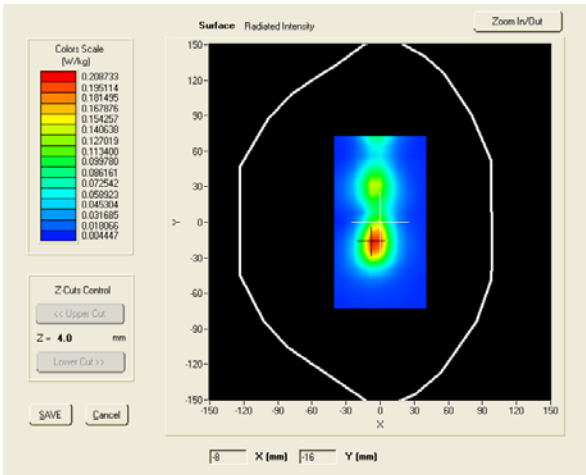 Surface Radiated Intensity
Zoom In/Out
Colors Scale
(W/kg)
0.208733
0.195114
0.181495
0.167876
0.154257
0.140638
0.127019
0.113400
0.099780
0.086161
0.072542
0.058923
0.045304
0.031685
0.018066
0.004447
Z-Cuts Control
<< Upper Cut
Z = 4.0 mm
Lower Cut >>
SAVE Cancel
150
120
90
60
30
0
-30
-60
-90
-120
-150
Y
-150 -120 -90 -60 -30 0 30 60 90 120 150
X
-8 X (mm) -16 Y (mm)